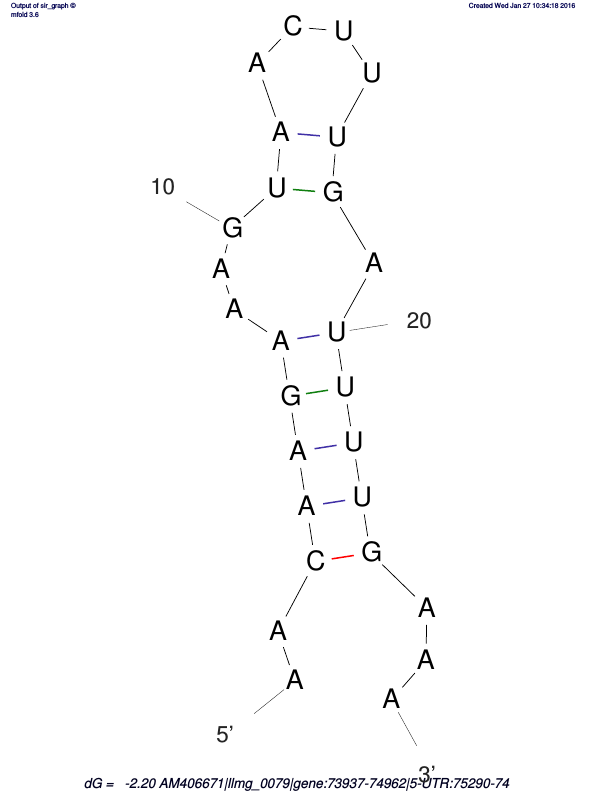 Output of sir_graph ©
mfold 3.6
Created Wed Jan 27 10:34:18 2016
C U
A U
A U
10 U G
G
A A
A
A U 20
G U
A U
A U
C G
A A
A A
A
5’
3’
dG = -2.20 AM406671|llmg_0079|gene:73937-74962|5-UTR:75290-74